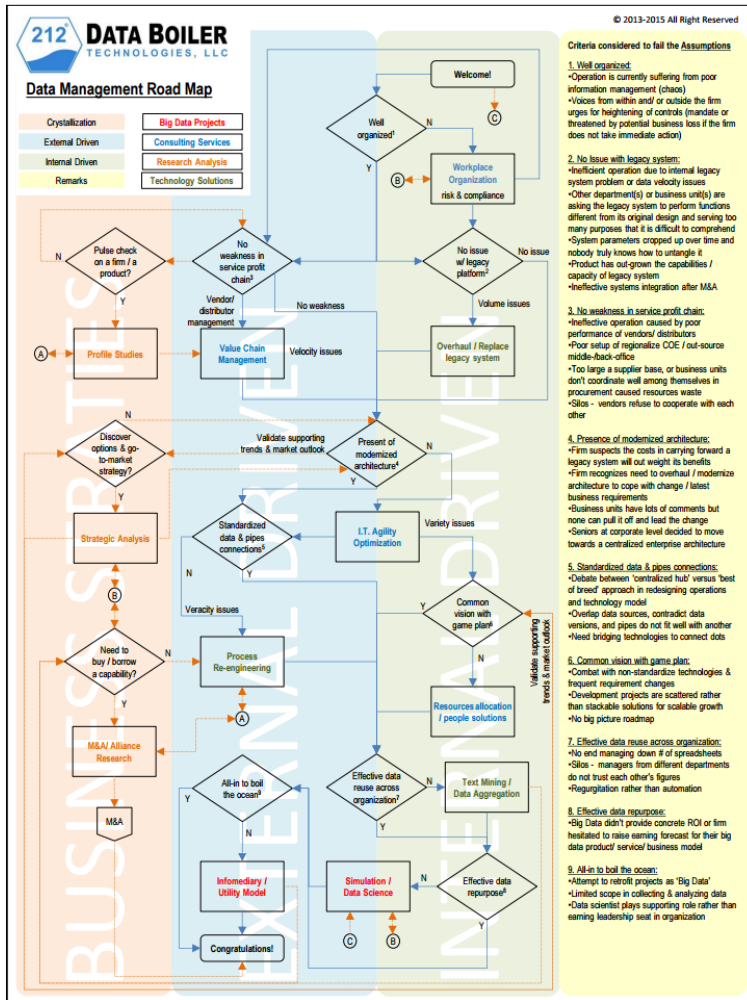 © 2013-2015 All Right Reserved
212°
DATA BOILER
TECHNOLOGIES, LLC
Data Management Road Map
Crystallization
Big Data Projects
External Driven
Consulting Services
Internal Driven
Research Analysis
Remarks
Technology Solutions
Welcome!
C
Well
organized¹
N
Y
B
Workplace
Organization
risk & compliance
Pulse check
on a firm / a
product?
N
Y
No
weakness in
service profit
chain³
No issue
w/ legacy
platform²
No issue
Vendor/
distributor
management
No weakness
Volume issues
A
Profile Studies
Value Chain
Management
Velocity issues
Overhaul / Replace
legacy system
N
Discover
options & go-
to-market
strategy?
Y
Validate supporting
trends & market outlook
Present of
modernized
architecture⁴
N
Y
Strategic Analysis
Standardized
data & pipes
connections⁵
N
Y
I.T. Agility
Optimization
Variety issues
B
Veracity issues
Y
Common
vision with
game plan⁶
N
Validate supporting
trends & market outlook
Need to
buy / borrow
a capability?
N
Y
Process
Re-engineering
A
Resources allocation
/ people solutions
M&A/ Alliance
Research
M&A
All-in to boil
the ocean⁹
Y
N
Effective data
reuse across
organization⁷
N
Y
Text Mining /
Data Aggregation
Infomediary /
Utility Model
Simulation /
Data Science
N
Effective data
repurpose⁸
Y
Congratulations!
C
B
BUSINESS STRATIES
EXTERNAL DRIVEN
INTERNAL DRIVEN
Criteria considered to fail the Assumptions
1. Well organized:
•Operation is currently suffering from poor
information management (chaos)
•Voices from within and/ or outside the firm
urges for heightening of controls (mandate or
threatened by potential business loss if the firm
does not take immediate action)
2. No Issue with legacy system:
•Inefficient operation due to internal legacy
system problem or data velocity issues
•Other department(s) or business unit(s) are
asking the legacy system to perform functions
different from its original design and serving too
many purposes that it is difficult to comprehend
•System parameters cropped up over time and
nobody truly knows how to untangle it
•Product has out-grown the capabilities /
capacity of legacy system
•Ineffective systems integration after M&A
3. No weakness in service profit chain:
•Ineffective operation caused by poor
performance of vendors/ distributors
•Poor setup of regionalize COE / out-source
middle-/back-office
•Too large a supplier base, or business units
don't coordinate well among themselves in
procurement caused resources waste
•Silos - vendors refuse to cooperate with each
other
4. Presence of modernized architecture:
•Firm suspects the costs in carrying forward a
legacy system will out weight its benefits
•Firm recognizes need to overhaul / modernize
architecture to cope with change / latest
business requirements
•Business units have lots of comments but
none can pull it off and lead the change
•Seniors at corporate level decided to move
towards a centralized enterprise architecture
5. Standardized data & pipes connections:
•Debate between 'centralized hub' versus 'best
of breed' approach in redesigning operations
and technology model
•Overlap data sources, contradict data
versions, and pipes do not fit well with another
•Need bridging technologies to connect dots
6. Common vision with game plan:
•Combat with non-standardize technologies &
frequent requirement changes
•Development projects are scattered rather
than stackable solutions for scalable growth
•No big picture roadmap
7. Effective data reuse across organization:
•No end managing down # of spreadsheets
•Silos - managers from different departments
do not trust each other's figures
•Regurgitation rather than automation
8. Effective data repurpose:
•Big Data didn't provide concrete ROI or firm
hesitated to raise earning forecast for their big
data product/ service/ business model
9. All-in to boil the ocean:
•Attempt to retrofit projects as 'Big Data'
•Limited scope in collecting & analyzing data
•Data scientist plays supporting role rather than
earning leadership seat in organization